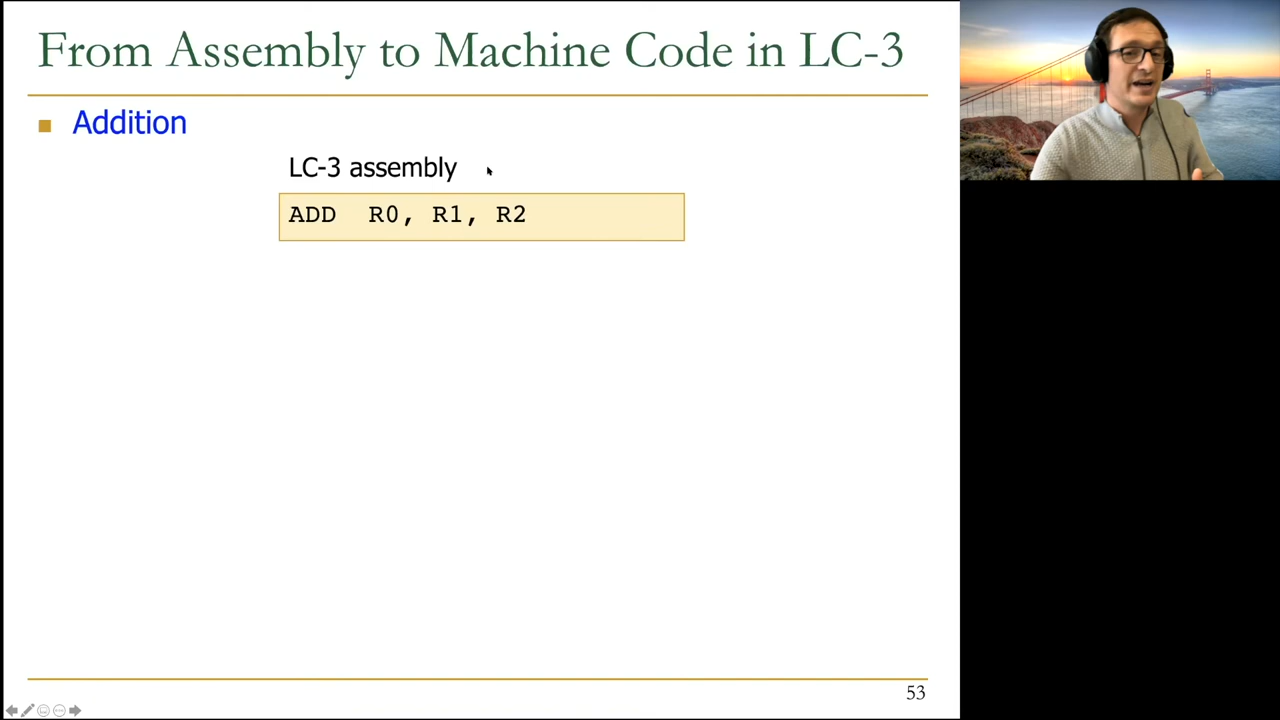 From Assembly to Machine Code in LC-3
Addition
LC-3 assembly
ADD  R0, R1, R2
53